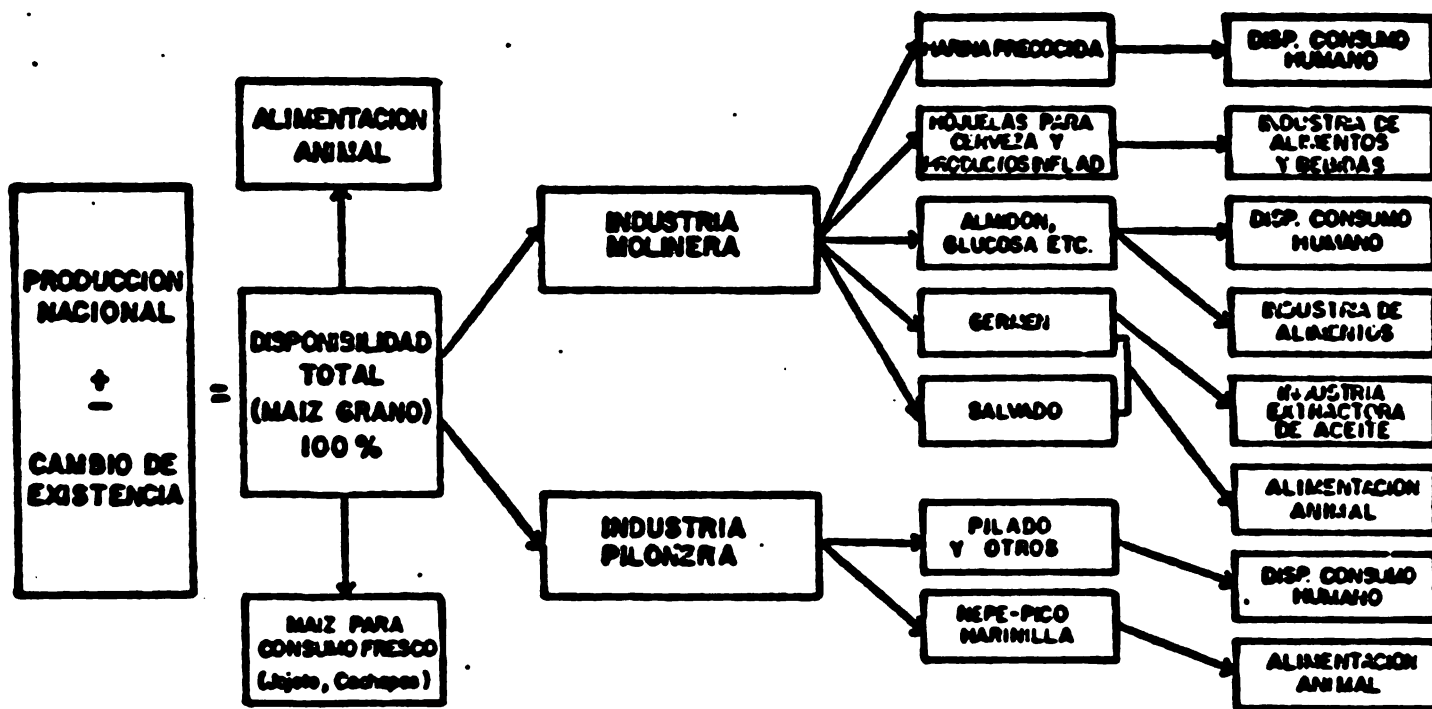 PRODUCCION
NACIONAL
+
−
CAMBIO DE
EXISTENCIA
=
ALIMENTACION
ANIMAL
DISPONIBILIDAD
TOTAL
(MAIZ GRANO)
100 %
MAIZ PARA
CONSUMO FRESCO
(Jojoto, Cachapas)
INDUSTRIA
MOLINERA
INDUSTRIA
PILONERA
HARINA PRECOCIDA
HOJUELAS PARA
CERVEZA Y
PRODUCTOS INFLAD
ALMIDON,
GLUCOSA ETC.
GERMEN
SALVADO
PILADO
Y OTROS
NEPE-PICO
HARINILLA
DISP. CONSUMO
HUMANO
INDUSTRIA DE
ALIMENTOS
Y BEBIDAS
DISP. CONSUMO
HUMANO
INDUSTRIA DE
ALIMENTOS
INDUSTRIA
EXTRACTORA
DE ACEITE
ALIMENTACION
ANIMAL
DISP. CONSUMO
HUMANO
ALIMENTACION
ANIMAL